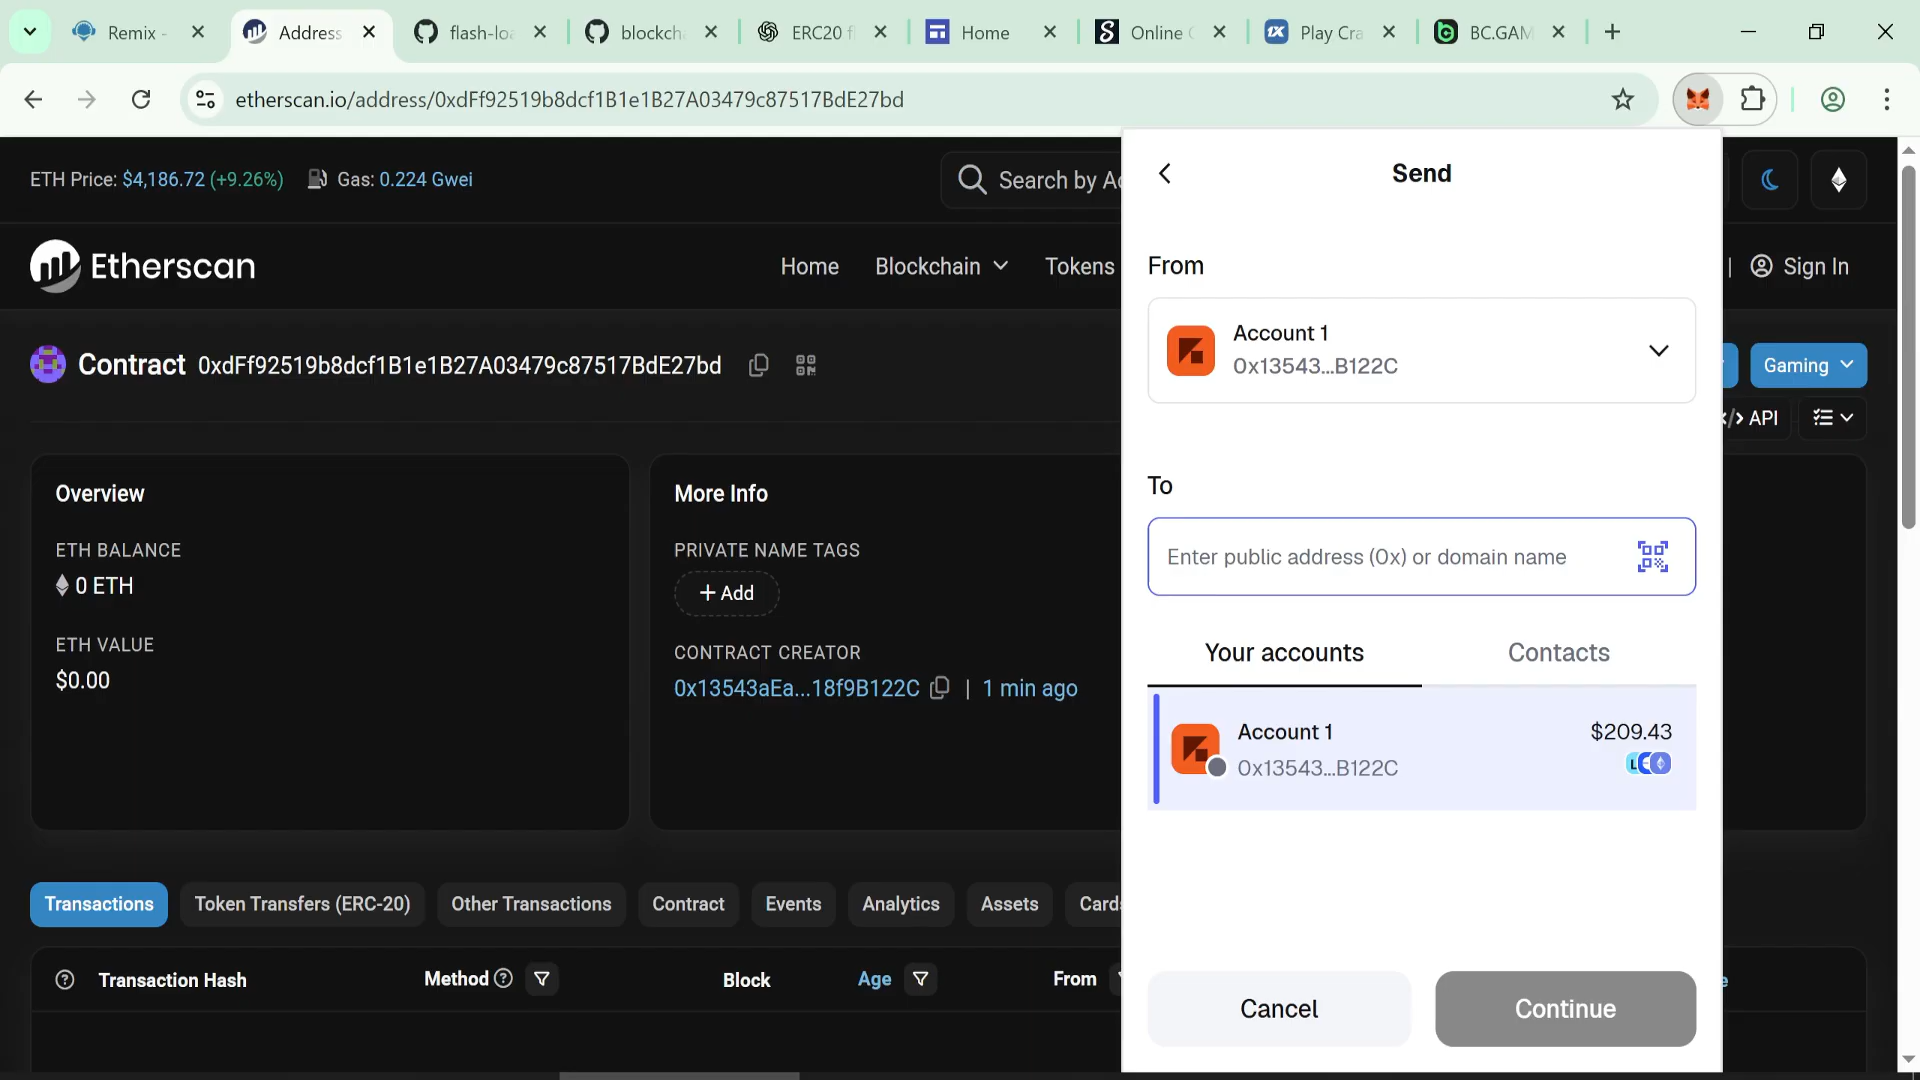 Remix -
Address
flash-loa
blockch
ERC20 f
Home
Online
Play Cra
BC.GAM
etherscan.io/address/0xdFf92519b8dcf1B1e1B27A03479c87517BdE27bd
ETH Price: $4,186.72 (+9.26%)
Gas: 0.224 Gwei
Search by Ad
Etherscan
Home
Blockchain
Tokens
| Sign In
Contract 0xdFf92519b8dcf1B1e1B27A03479c87517BdE27bd
Gaming
API
Overview
ETH BALANCE
0 ETH
ETH VALUE
$0.00
More Info
PRIVATE NAME TAGS
+ Add
CONTRACT CREATOR
0x13543aEa...18f9B122C | 1 min ago
Transactions
Token Transfers (ERC-20)
Other Transactions
Contract
Events
Analytics
Assets
Cards
Transaction Hash
Method
Block
Age
From
Send
From
Account 1
0x13543...B122C
To
Enter public address (0x) or domain name
Your accounts
Contacts
Account 1
$209.43
0x13543...B122C
Cancel
Continue